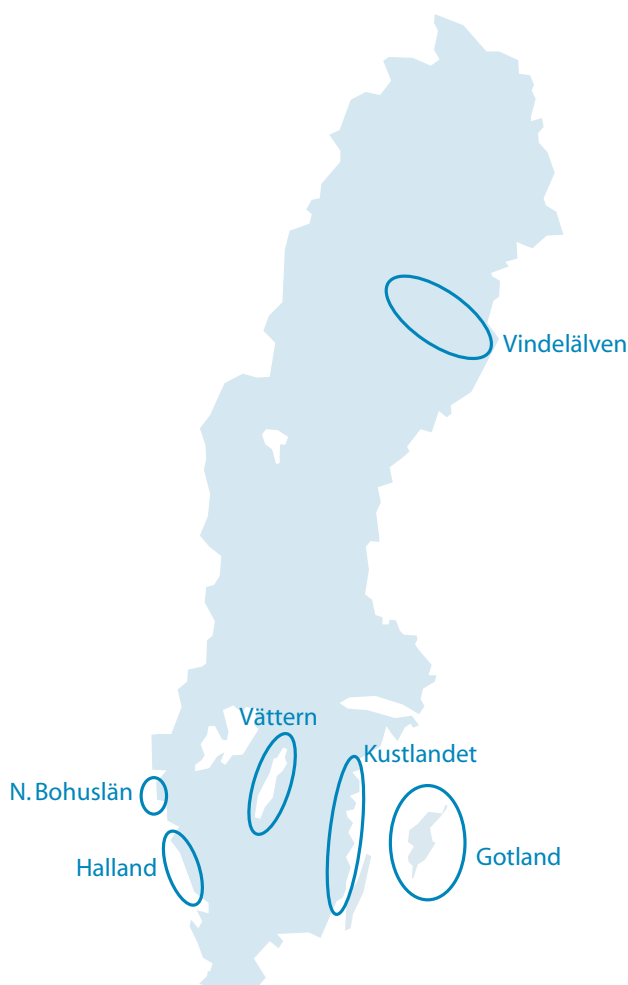 Vindelälven
Vättern
Kustlandet
N. Bohuslän
Gotland
Halland